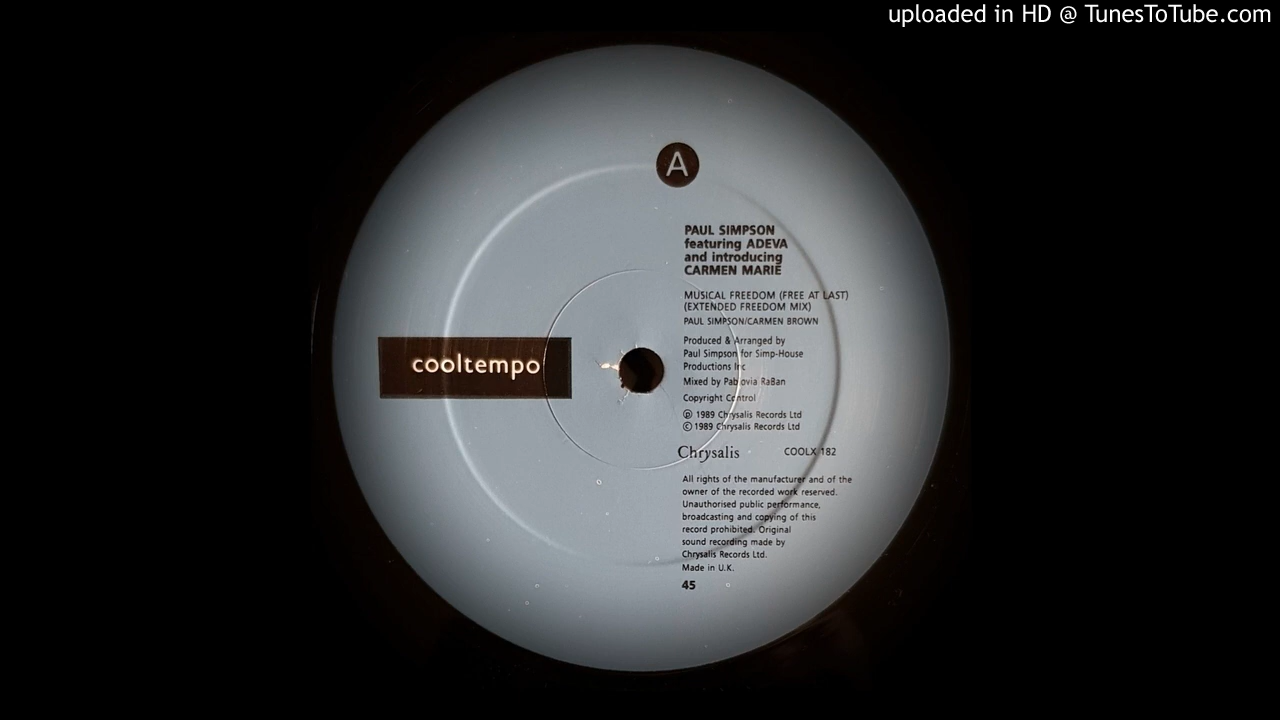 uploaded in HD @ TunesToTube.com
A
PAUL SIMPSON
featuring ADEVA
and introducing
CARMEN MARIE
MUSICAL FREEDOM (FREE AT LAST)
(EXTENDED FREEDOM MIX)
PAUL SIMPSON/CARMEN BROWN
cooltempo
Produced & Arranged by
Paul Simpson for Simp-House
Productions Inc
Mixed by Pablovia RaBan
Copyright Control
℗ 1989 Chrysalis Records Ltd
© 1989 Chrysalis Records Ltd
Chrysalis COOLX 182
All rights of the manufacturer and of the
owner of the recorded work reserved.
Unauthorised public performance,
broadcasting and copying of this
record prohibited. Original
sound recording made by
Chrysalis Records Ltd.
Made in U.K.
45